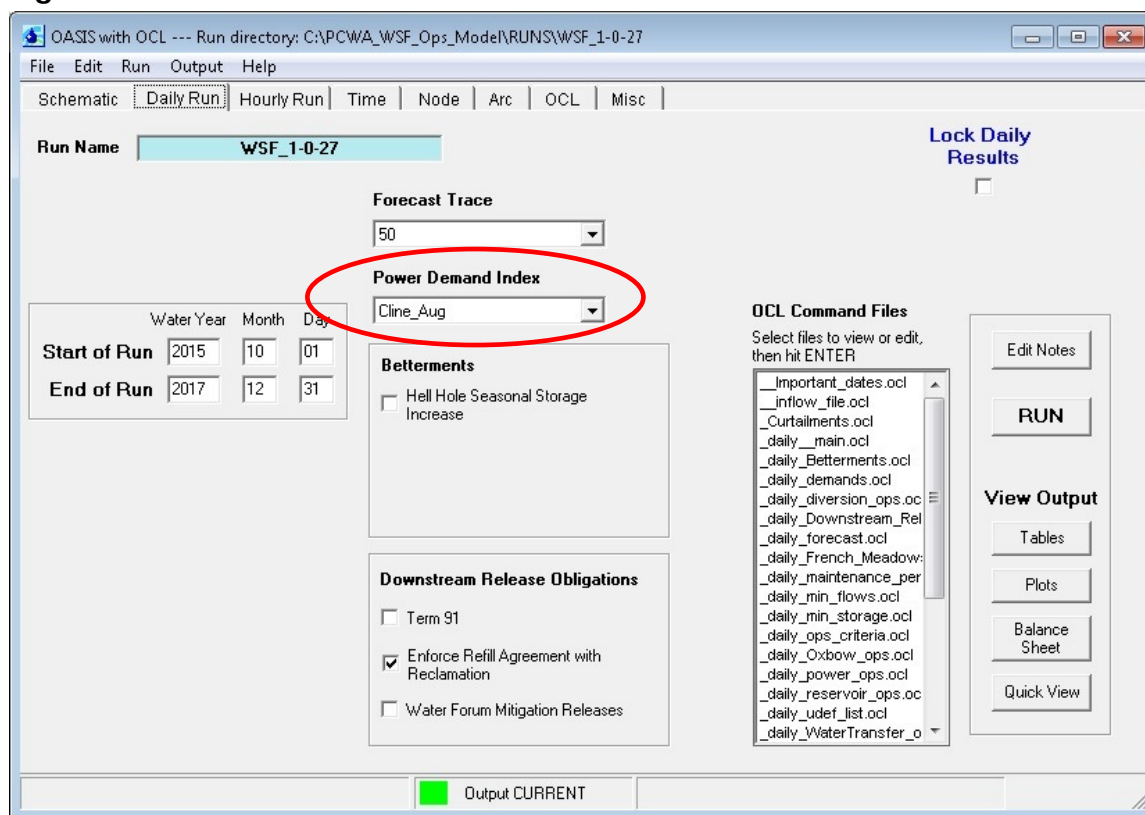 OASIS with OCL --- Run directory: C:\PCWA_WSF_Ops_Model\RUNS\WSF_1-0-27
File Edit Run Output Help
Schematic Daily Run Hourly Run Time Node Arc OCL Misc
Run Name WSF_1-0-27
Lock Daily
Results
Forecast Trace
50
Power Demand Index
Cline_Aug
Water Year Month Day
Start of Run 2015 10 01
End of Run 2017 12 31
Betterments
Hell Hole Seasonal Storage
Increase
Downstream Release Obligations
Term 91
Enforce Refill Agreement with
Reclamation
Water Forum Mitigation Releases
OCL Command Files
Select files to view or edit,
then hit ENTER
__Important_dates.ocl
__inflow_file.ocl
_Curtailments.ocl
_daily__main.ocl
_daily_Betterments.ocl
_daily_demands.ocl
_daily_diversion_ops.oc
_daily_Downstream_Rel
_daily_forecast.ocl
_daily_French_Meadow
_daily_maintenance_per
_daily_min_flows.ocl
_daily_min_storage.ocl
_daily_ops_criteria.ocl
_daily_Oxbow_ops.ocl
_daily_power_ops.ocl
_daily_reservoir_ops.oc
_daily_udef_list.ocl
_daily_WaterTransfer_o
Edit Notes
RUN
View Output
Tables
Plots
Balance
Sheet
Quick View
Output CURRENT